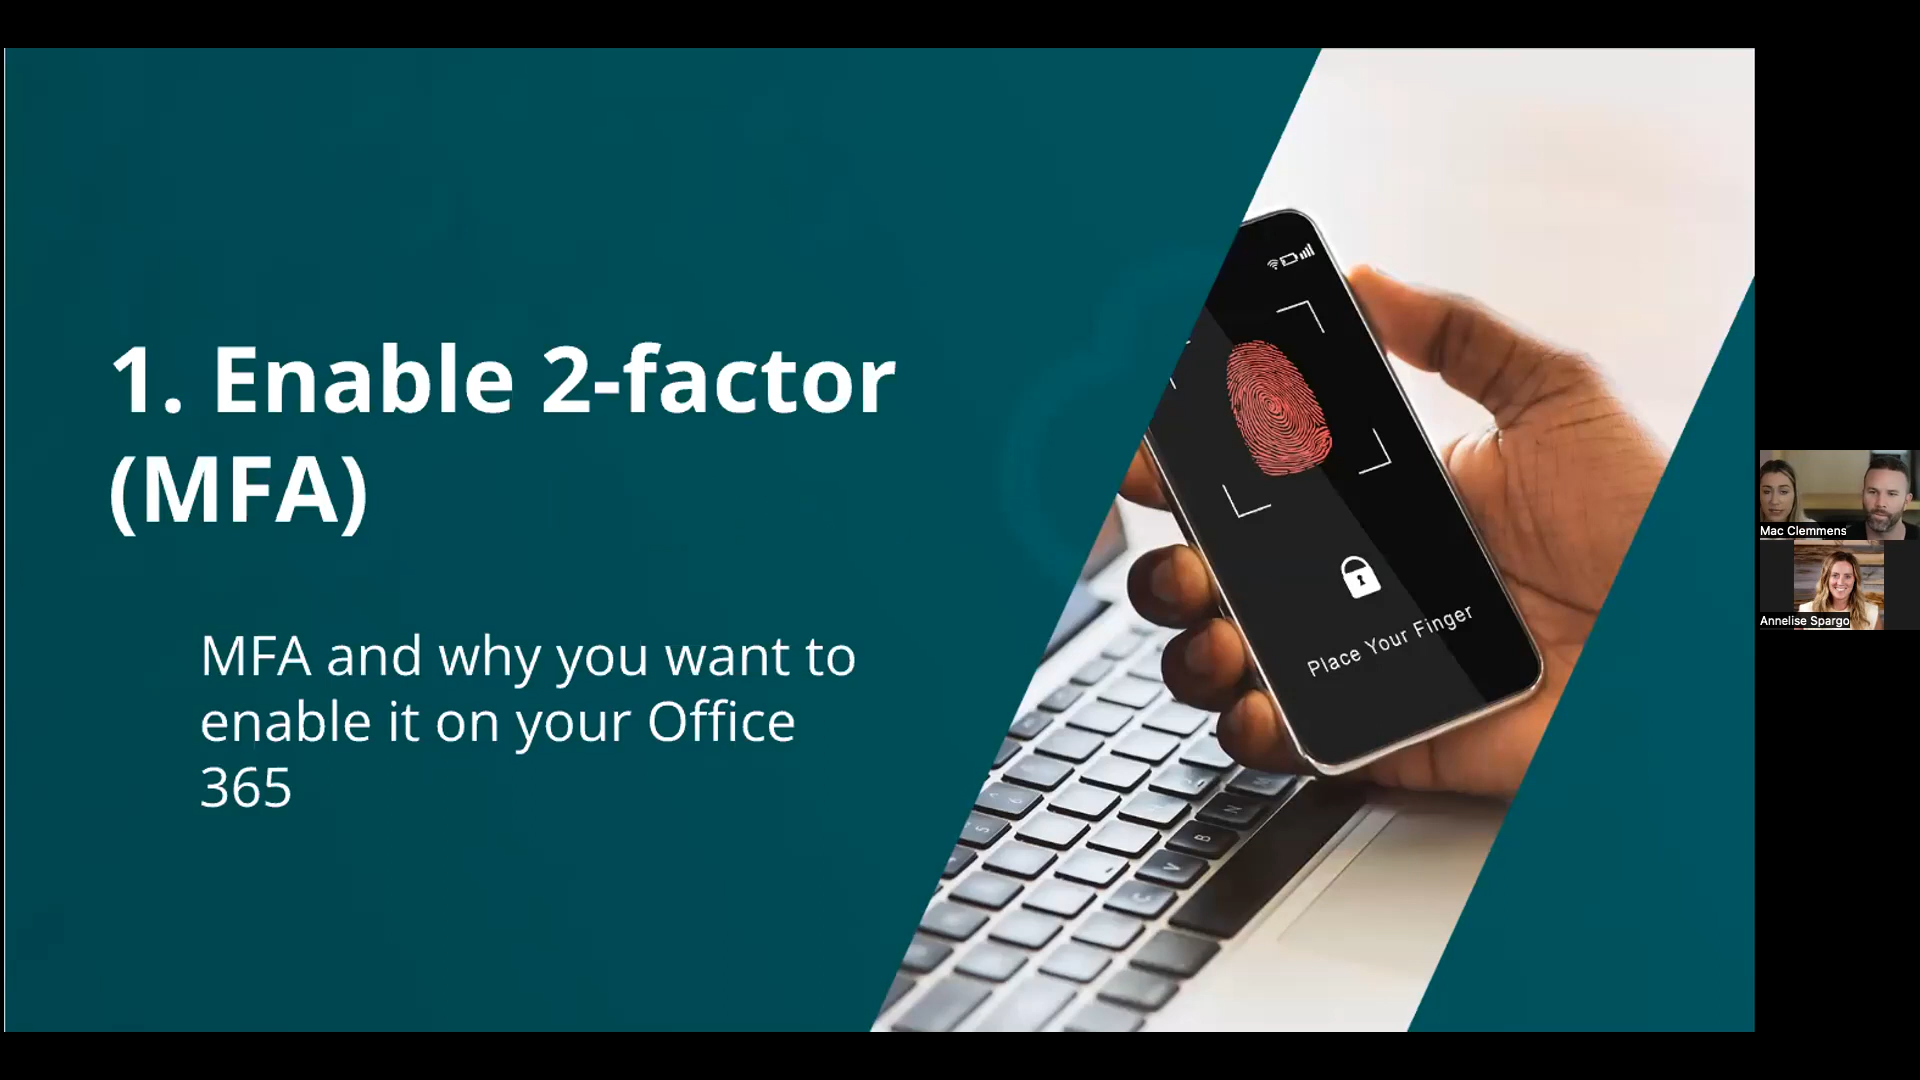 1. Enable 2-factor
(MFA)
MFA and why you want to
enable it on your Office
365
Place Your Finger
N
B
V
C
Mac Clemmens
Annelise Spargo